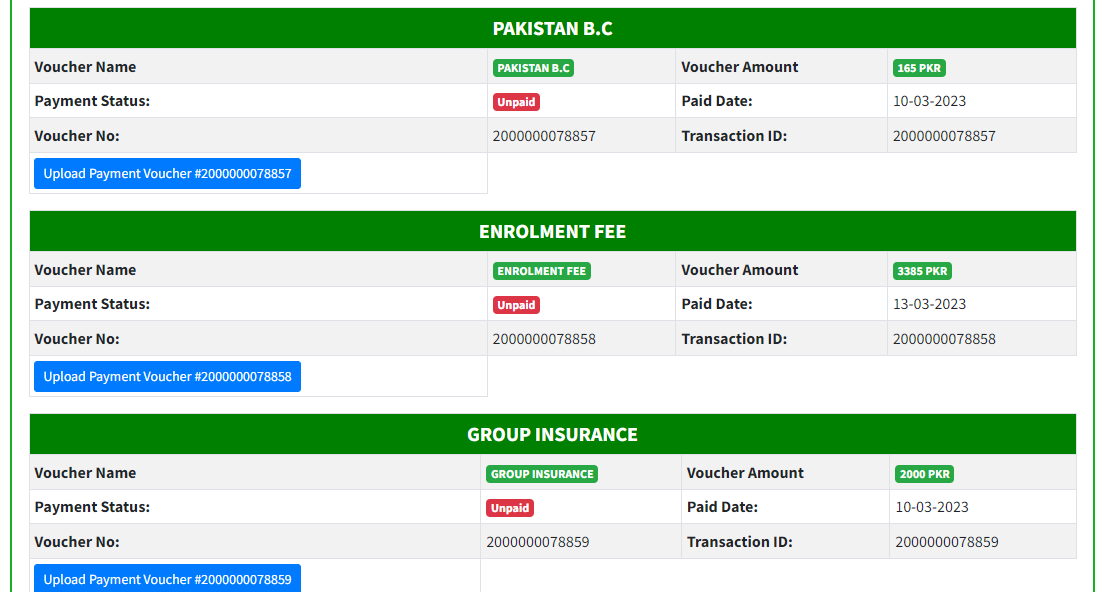 PAKISTAN B.C
Voucher Name PAKISTAN B.C Voucher Amount 165 PKR
Payment Status: Unpaid Paid Date: 10-03-2023
Voucher No: 2000000078857 Transaction ID: 2000000078857
Upload Payment Voucher #2000000078857
ENROLMENT FEE
Voucher Name ENROLMENT FEE Voucher Amount 3385 PKR
Payment Status: Unpaid Paid Date: 13-03-2023
Voucher No: 2000000078858 Transaction ID: 2000000078858
Upload Payment Voucher #2000000078858
GROUP INSURANCE
Voucher Name GROUP INSURANCE Voucher Amount 2000 PKR
Payment Status: Unpaid Paid Date: 10-03-2023
Voucher No: 2000000078859 Transaction ID: 2000000078859
Upload Payment Voucher #2000000078859